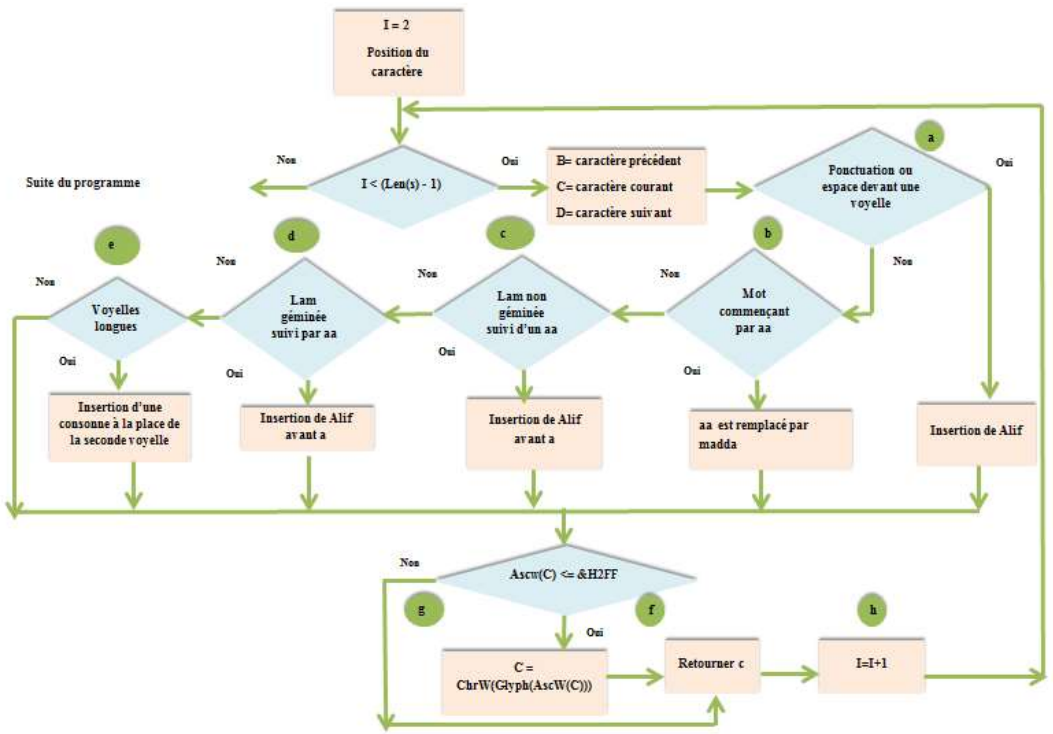 I = 2
Position du
caractère
a
Non
Oui
Oui
Suite du programme
I < (Len(s) - 1)
B= caractère précédent
C= caractère courant
D= caractère suivant
Ponctuation ou
espace devant une
voyelle
e
d
c
b
Non
Non
Non
Non
Non
Voyelles
longues
Lam
géminée
suivi par aa
Lam non
géminée
suivi d'un aa
Mot
commençant
par aa
Oui
Oui
Oui
Oui
Insertion d'une
consonne à la place de
la seconde voyelle
Insertion de Alif
avant a
Insertion de Alif
avant a
aa est remplacé par
madda
Insertion de Alif
Non
Ascw(C) <= &H2FF
g
f
h
Oui
C =
ChrW(Glyph(AscW(C)))
Retourner c
I=I+1